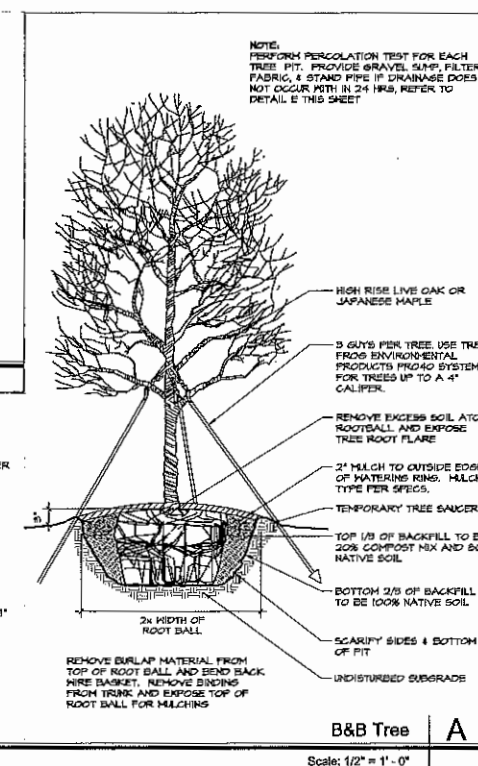 NOTE:
PERFORM PERCOLATION TEST FOR EACH
TREE PIT. PROVIDE GRAVEL SUMP, FILTER
FABRIC, & STAND PIPE IF DRAINAGE DOES
NOT OCCUR WITH IN 24 HRS, REFER TO
DETAIL E THIS SHEET
HIGH RISE LIVE OAK OR
JAPANESE MAPLE
3 GUYS PER TREE. USE TREE
FROG ENVIRONMENTAL
PRODUCTS PRO40 SYSTEM
FOR TREES UP TO A 4"
CALIPER.
REMOVE EXCESS SOIL ATO
ROOTBALL AND EXPOSE
TREE ROOT FLARE
2" MULCH TO OUTSIDE EDGE
OF WATERING RING. MULCH
TYPE PER SPECS.
TEMPORARY TREE SAUCER
TOP 1/3 OF BACKFILL TO B
20% COMPOST MIX AND
NATIVE SOIL
BOTTOM 2/3 OF BACKFILL
TO BE 100% NATIVE SOIL
SCARIFY SIDES & BOTTOM
OF PIT
UNDISTURBED SUBGRADE
2x WIDTH OF
ROOT BALL
REMOVE BURLAP MATERIAL FROM
TOP OF ROOT BALL AND BEND BACK
WIRE BASKET. REMOVE BINDING
FROM TRUNK AND EXPOSE TOP OF
ROOT BALL FOR MULCHING
B&B Tree A
Scale: 1/2" = 1' - 0"